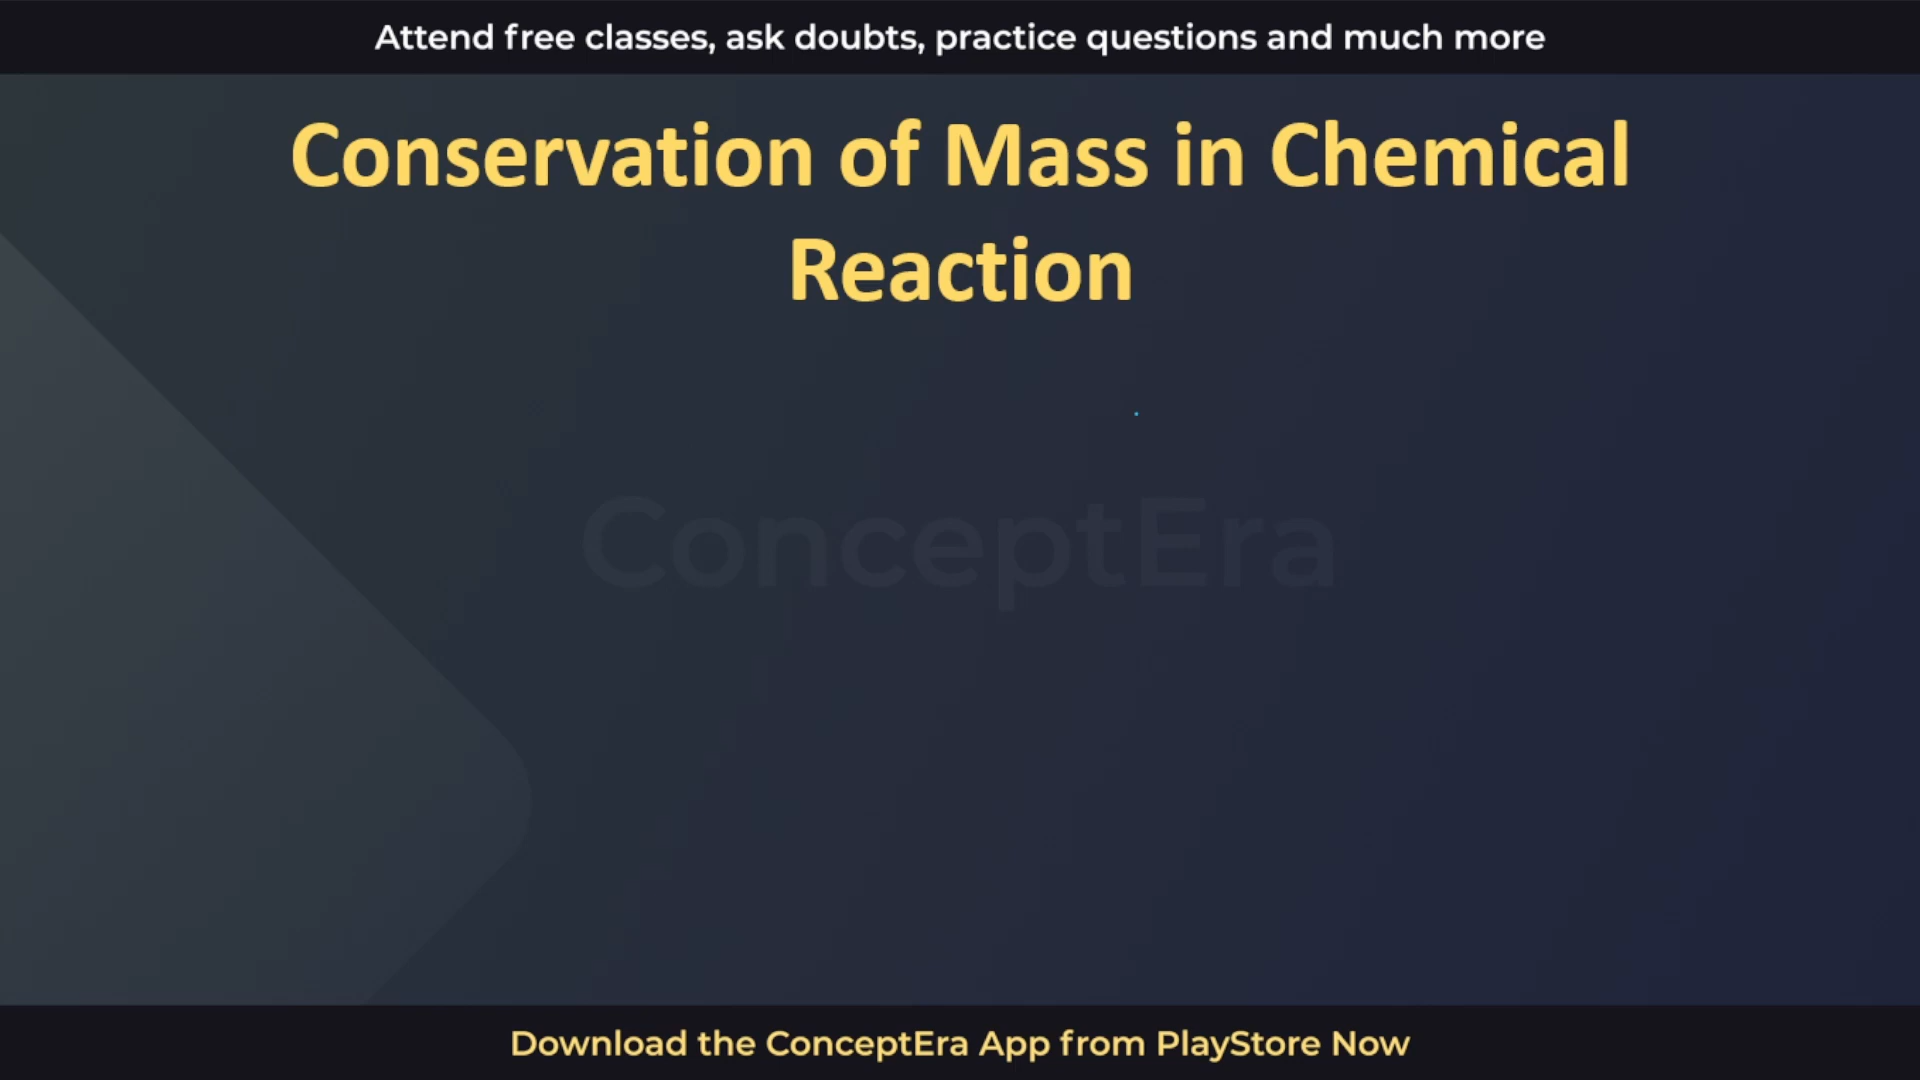 Attend free classes, ask doubts, practice questions and much more
Conservation of Mass in Chemical
Reaction
ConceptEra
Download the ConceptEra App from PlayStore Now